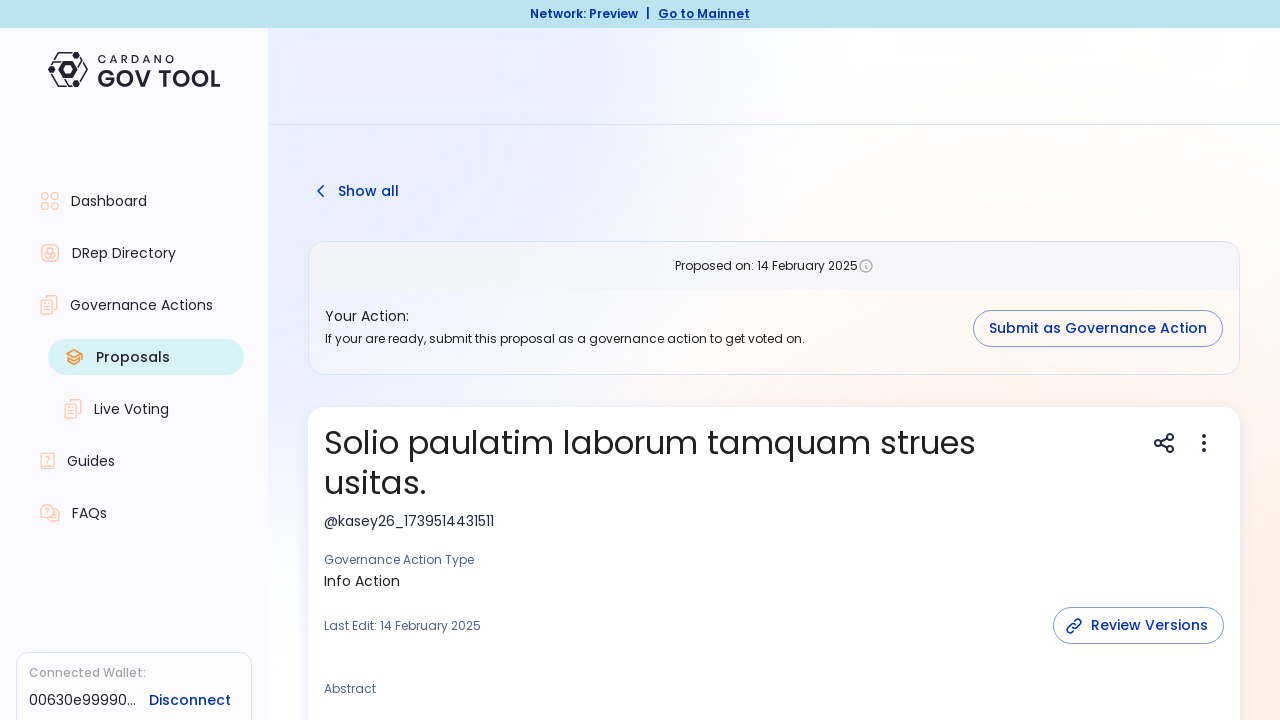 Network: Preview | Go to Mainnet
CARDANO
GOV TOOL
Dashboard
DRep Directory
Governance Actions
Proposals
Live Voting
Guides
FAQs
Connected Wallet:
00630e99990... Disconnect
Show all
Proposed on: 14 February 2025
Your Action:
If your are ready, submit this proposal as a governance action to get voted on.
Submit as Governance Action
Solio paulatim laborum tamquam strues
usitas.
@kasey26_1739514431511
Governance Action Type
Info Action
Last Edit: 14 February 2025
Review Versions
Abstract